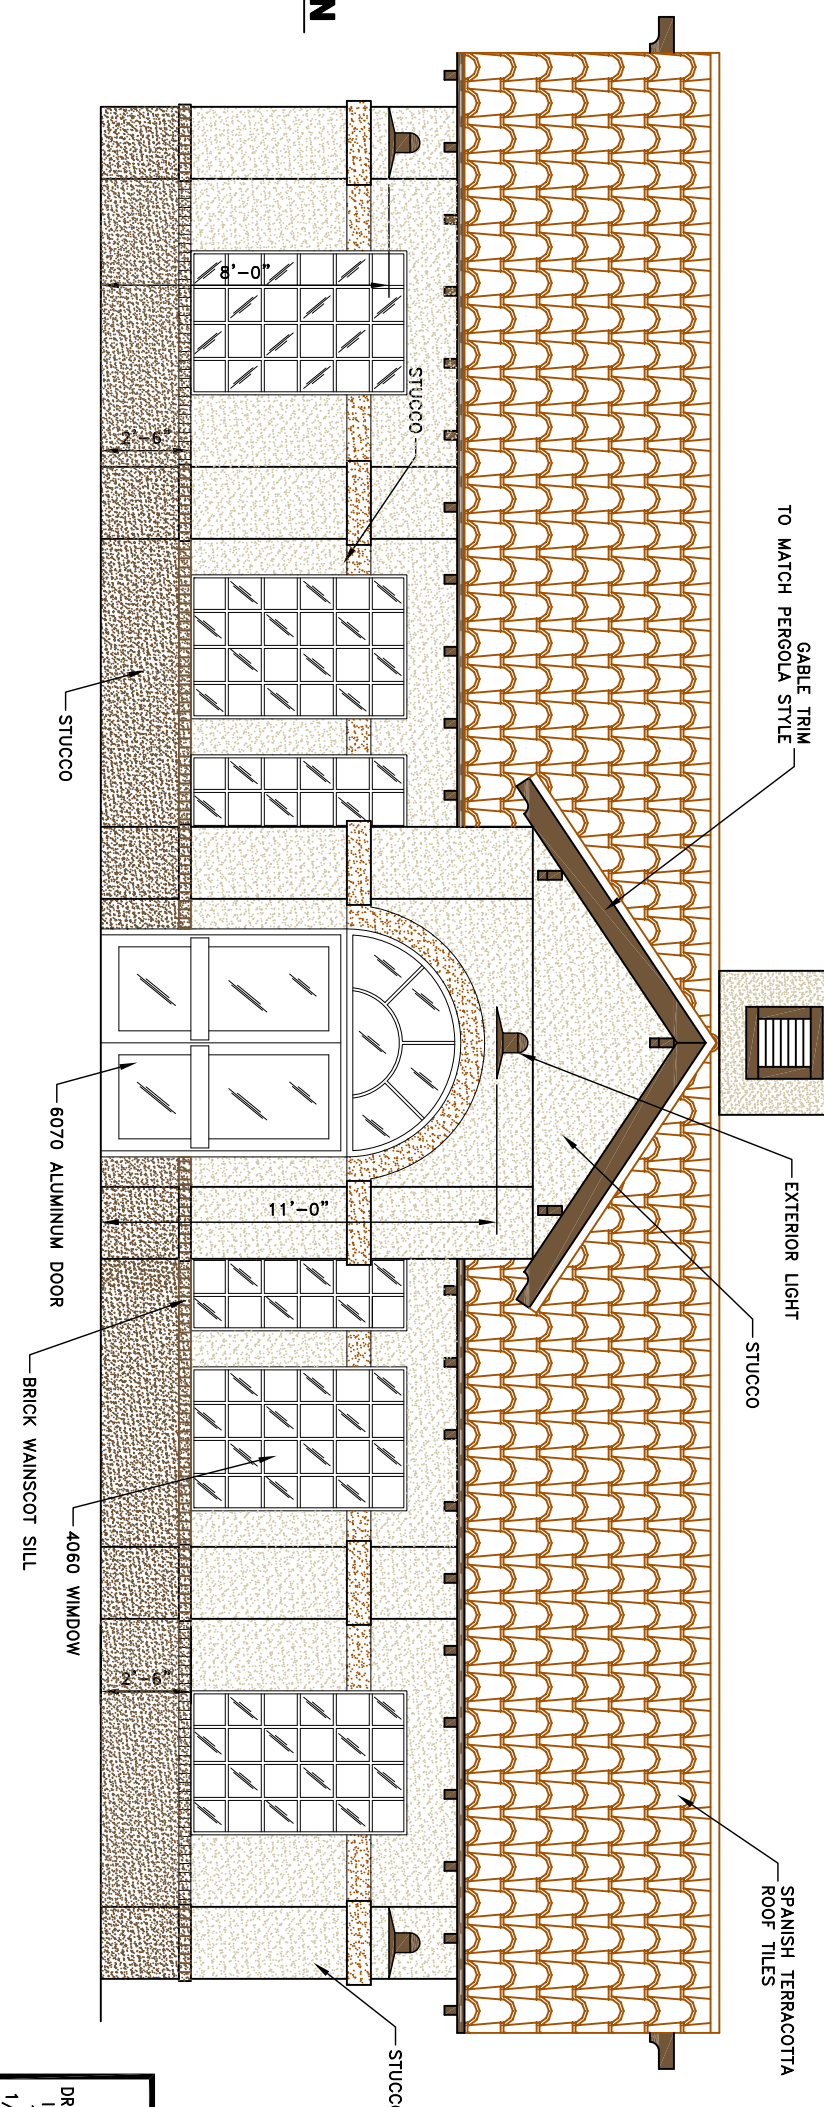 N
TO MATCH PERGOLA STYLE
GABLE TRIM
EXTERIOR LIGHT
STUCCO
SPANISH TERRACOTTA
ROOF TILES
STUCCO
8'-0"
2'-6"
STUCCO
11'-0"
6070 ALUMINUM DOOR
BRICK WAINSCOT SILL
4060 WIMDOW
2'-6"
STUCCO
DR